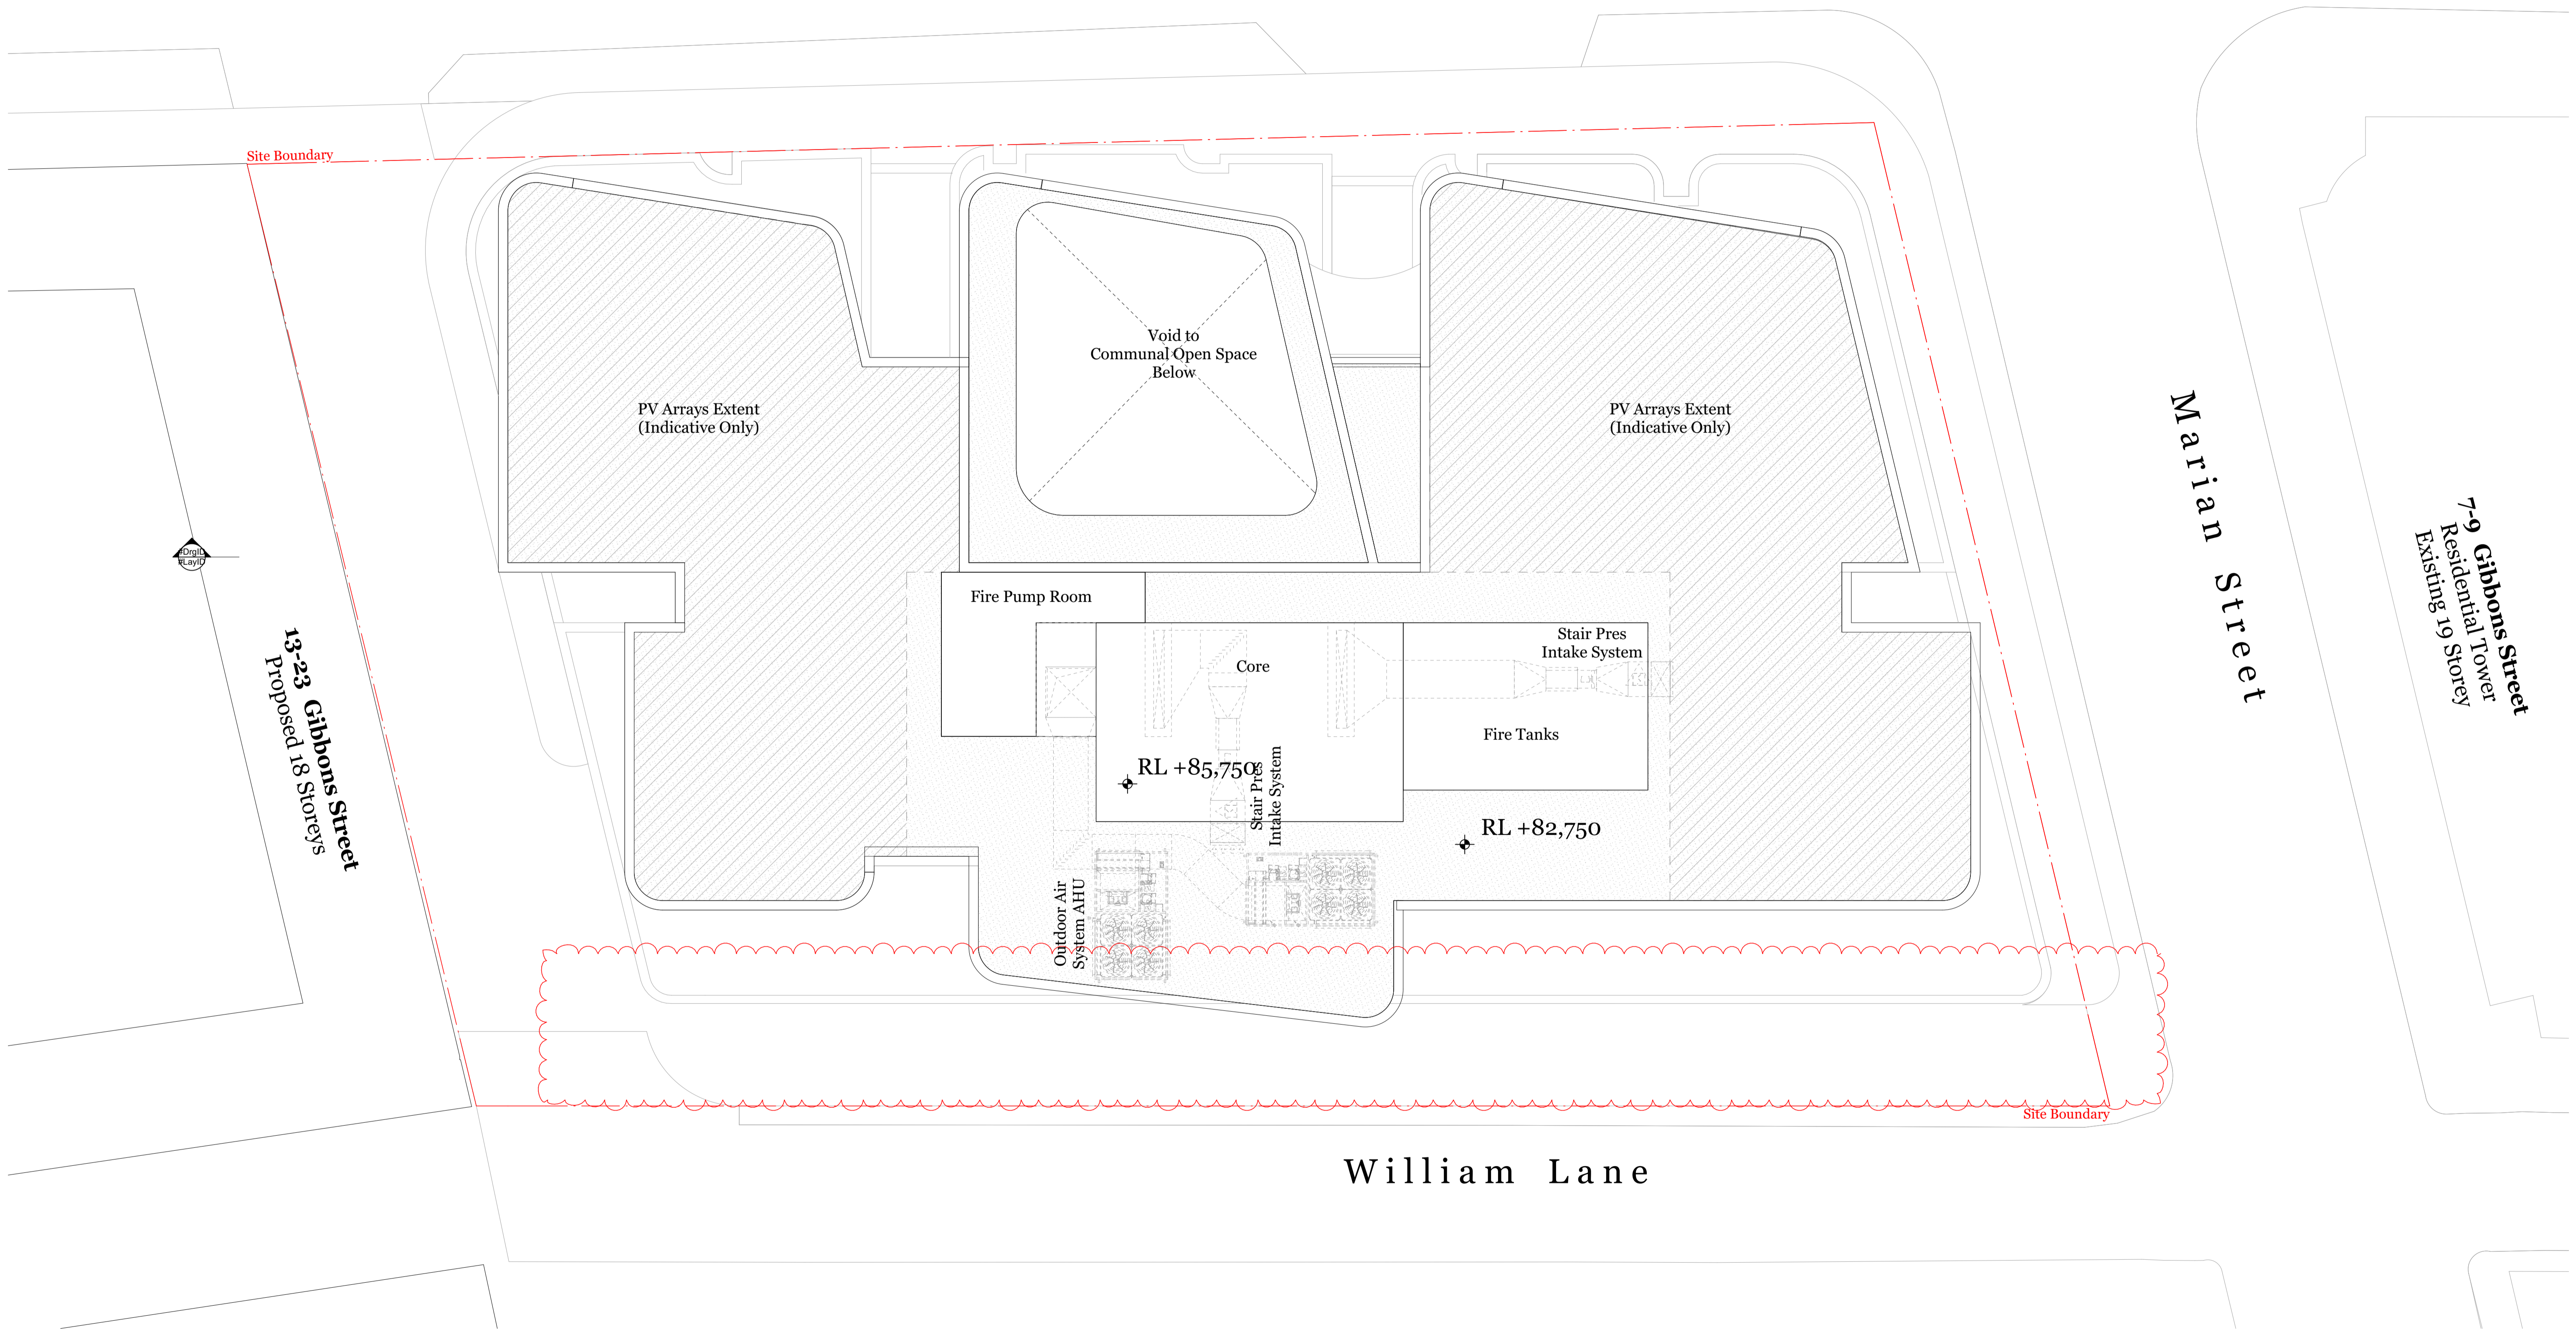 Site Boundary
Void to
Communal Open Space
Below
PV Arrays Extent
(Indicative Only)
PV Arrays Extent
(Indicative Only)
Marian Street
7-9 Gibbons Street
Residential Tower
Existing 19 Storey
#DrgID
#LayID
Fire Pump Room
Core
Stair Pres
Intake System
13-23 Gibbons Street
Proposed 18 Storeys
Fire Tanks
RL +85,750
Stair Pres
Intake System
RL +82,750
Outdoor Air
System AHU
Site Boundary
William Lane